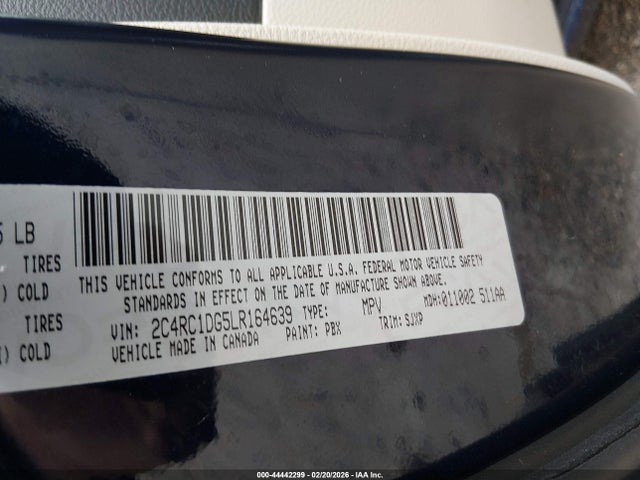 5 LB
TIRES
) COLD
TIRES
) COLD
THIS VEHICLE CONFORMS TO ALL APPLICABLE U.S.A. FEDERAL MOTOR VEHICLE SAFETY
STANDARDS IN EFFECT ON THE DATE OF MANUFACTURE SHOWN ABOVE.
VIN: 2C4RC1DG5LR164639 TYPE: MPV MDH:011002 511AA
VEHICLE MADE IN CANADA PAINT: PBX TRIM: SJXP
000-44442299 - 02/20/2026 - IAA Inc.